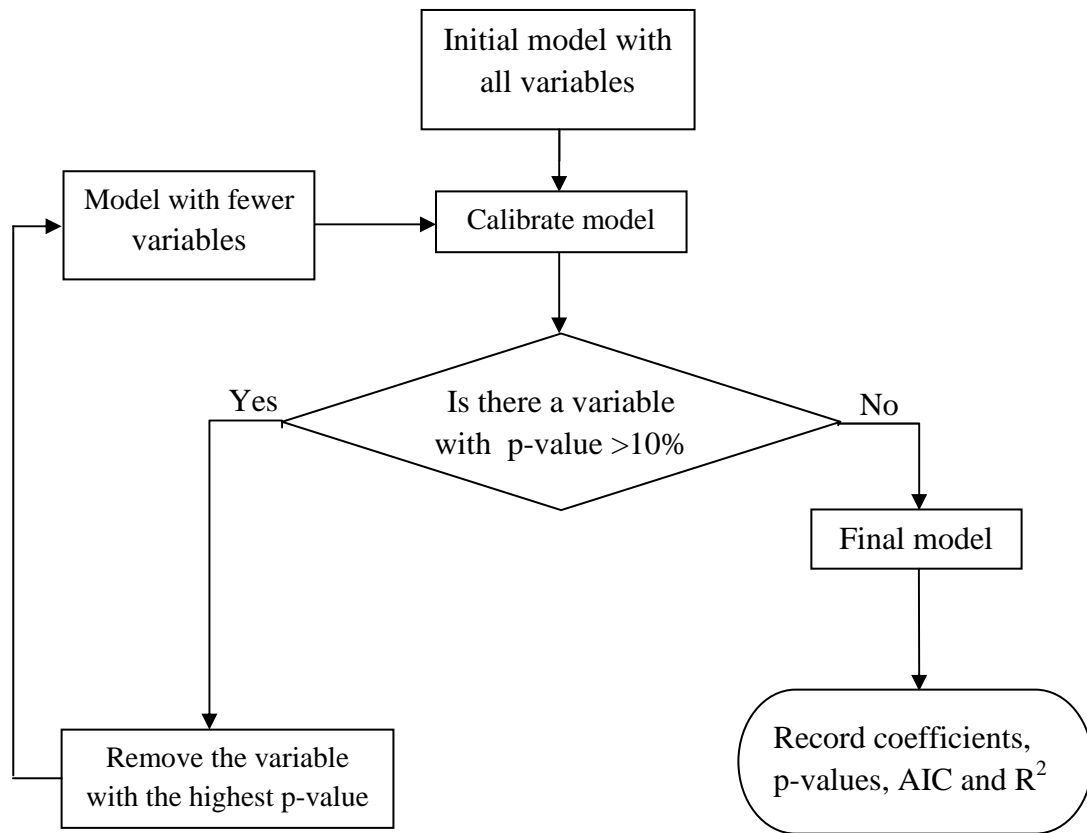 Initial model with
all variables
Model with fewer
variables
Calibrate model
Yes
Is there a variable
with p-value >10%
No
Final model
Remove the variable
with the highest p-value
Record coefficients,
p-values, AIC and R²